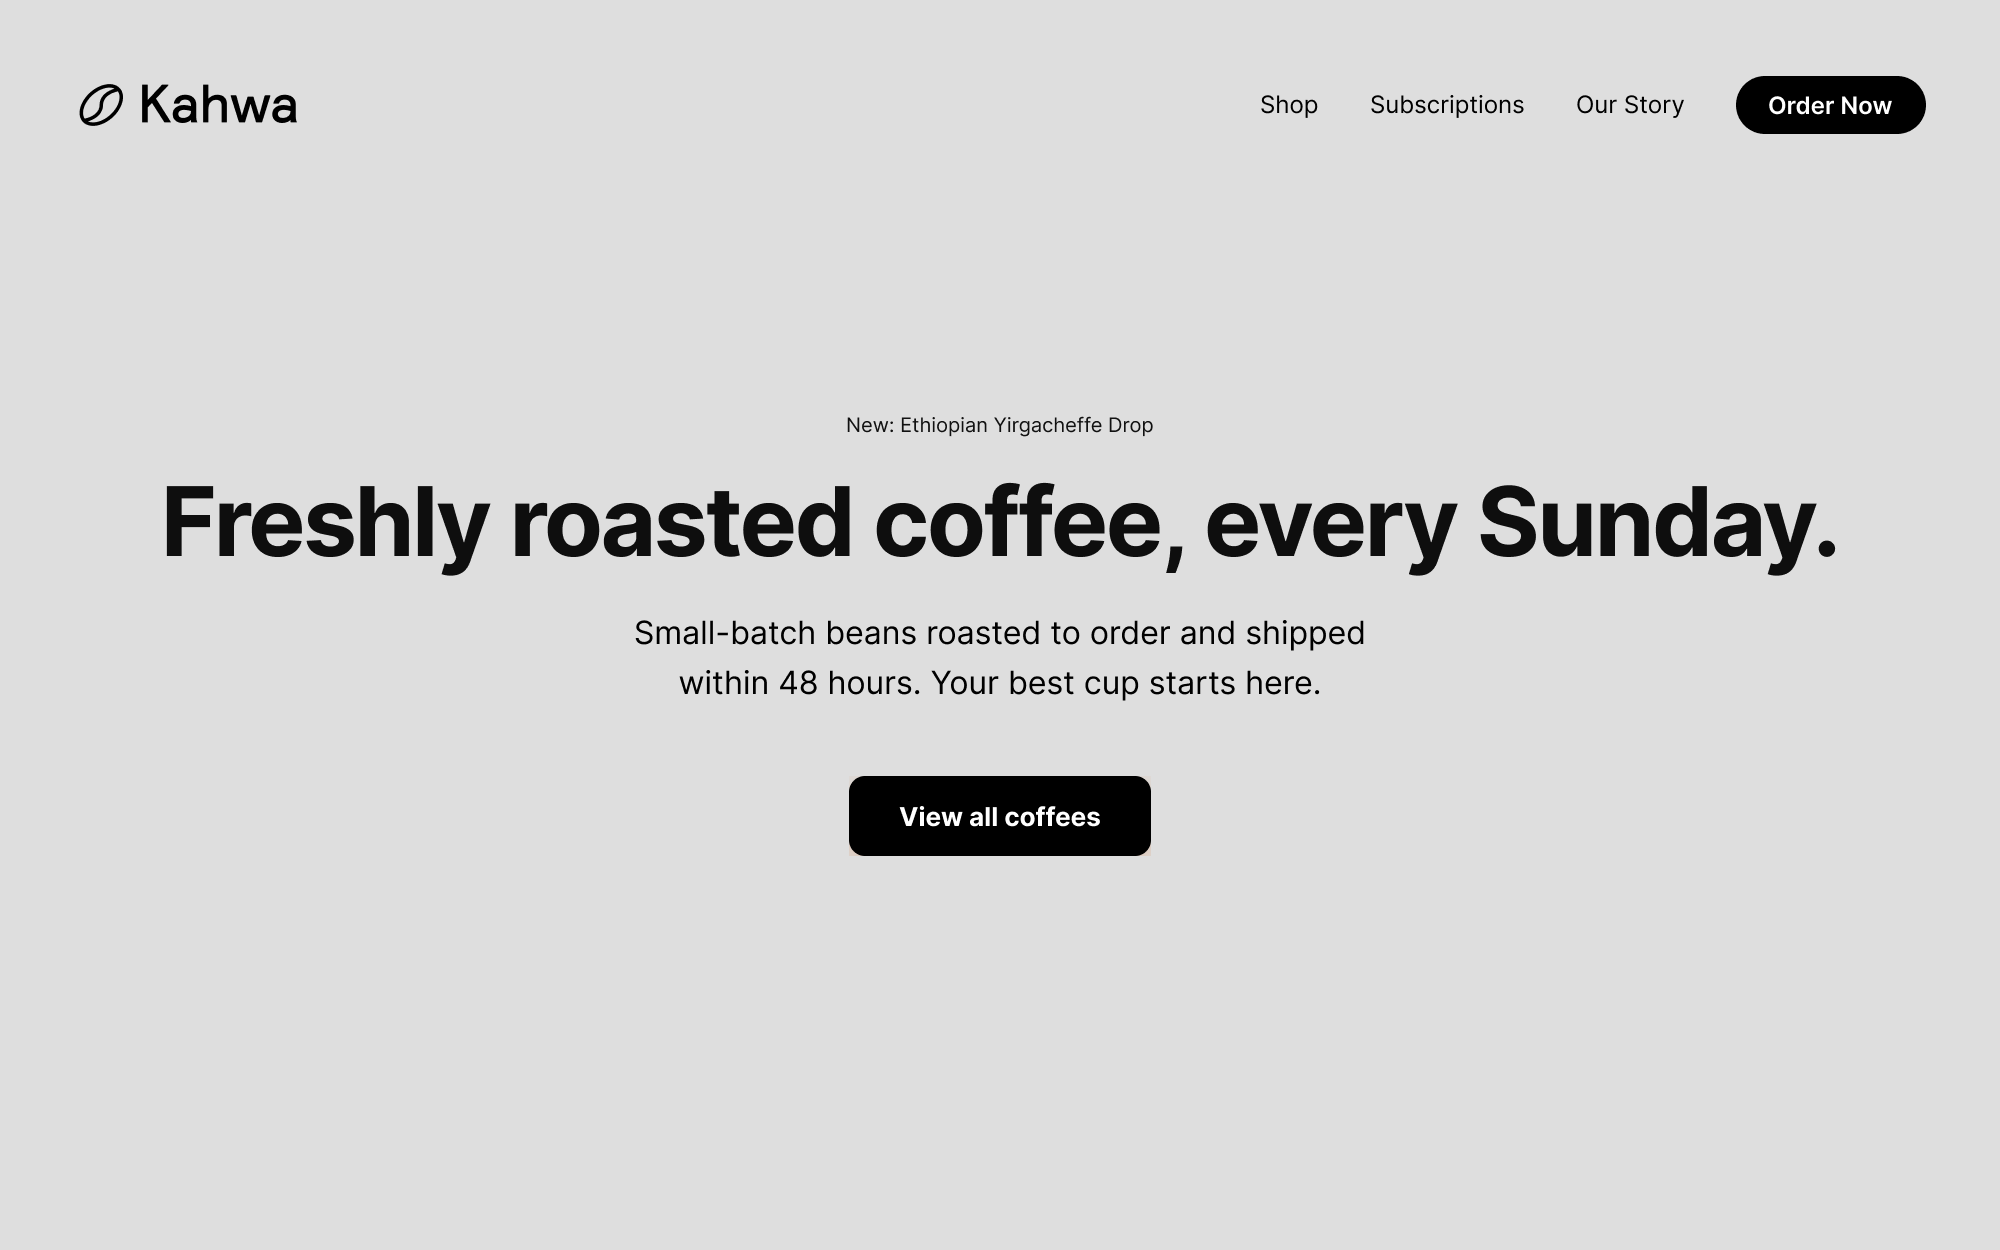 Kahwa
Shop
Subscriptions
Our Story
Order Now
New: Ethiopian Yirgacheffe Drop
Freshly roasted coffee, every Sunday.
Small-batch beans roasted to order and shipped
within 48 hours. Your best cup starts here.
View all coffees